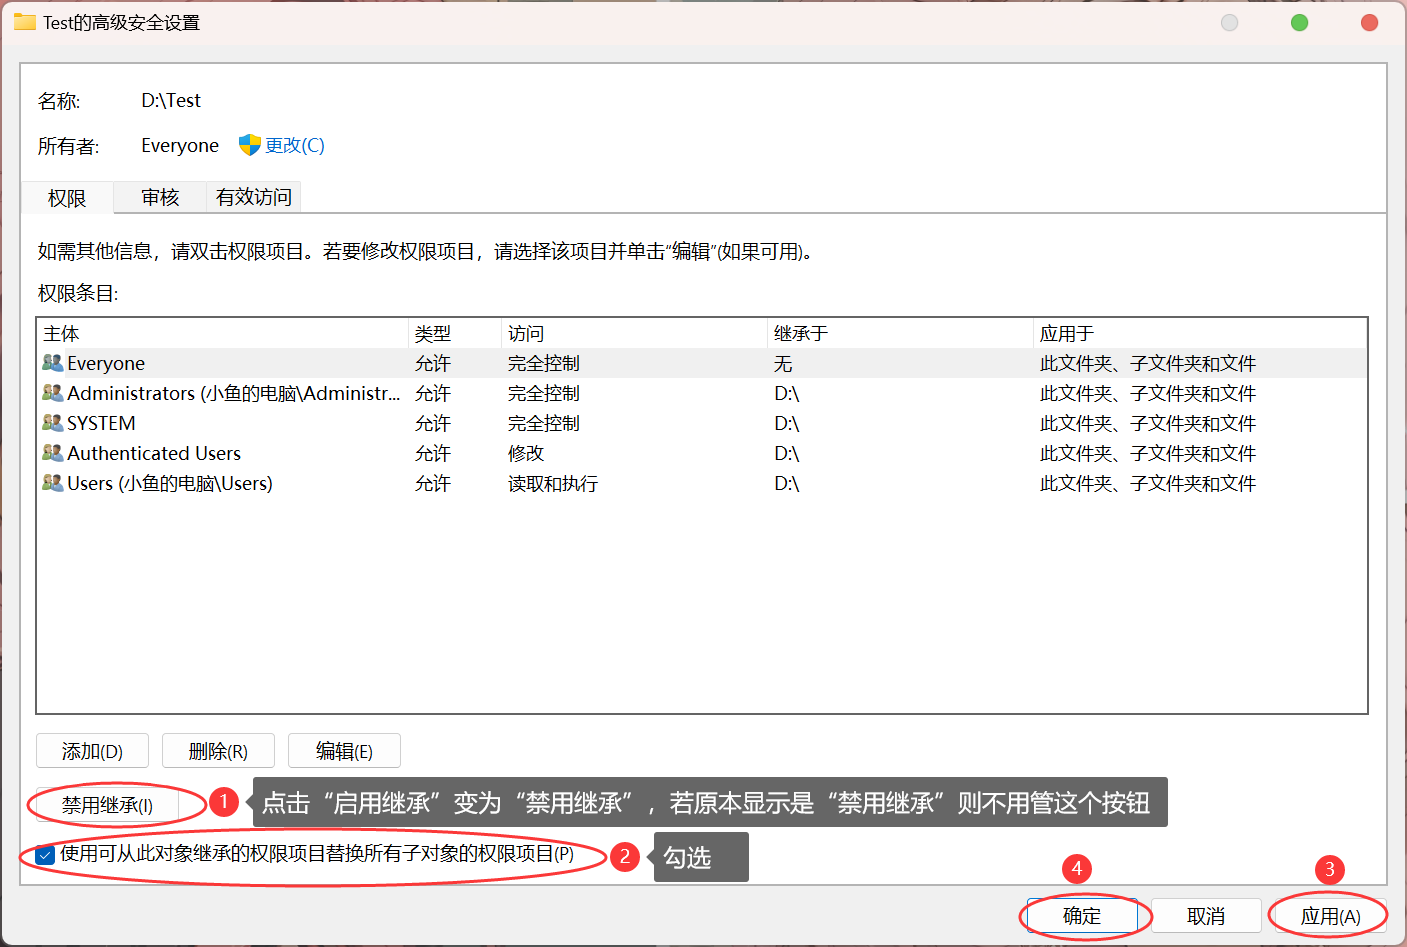 Test的高级安全设置
名称: D:\Test
所有者: Everyone 更改(C)
权限 审核 有效访问
如需其他信息，请双击权限项目。若要修改权限项目，请选择该项目并单击“编辑”(如果可用)。
权限条目:
主体 类型 访问 继承于 应用于
Everyone 允许 完全控制 无 此文件夹、子文件夹和文件
Administrators (小鱼的电脑\Administr... 允许 完全控制 D:\ 此文件夹、子文件夹和文件
SYSTEM 允许 完全控制 D:\ 此文件夹、子文件夹和文件
Authenticated Users 允许 修改 D:\ 此文件夹、子文件夹和文件
Users (小鱼的电脑\Users) 允许 读取和执行 D:\ 此文件夹、子文件夹和文件
添加(D) 删除(R) 编辑(E)
禁用继承(I) 1 点击“启用继承”变为“禁用继承”，若原本显示是“禁用继承”则不用管这个按钮
使用可从此对象继承的权限项目替换所有子对象的权限项目(P) 2 勾选
4 3
确定 取消 应用(A)